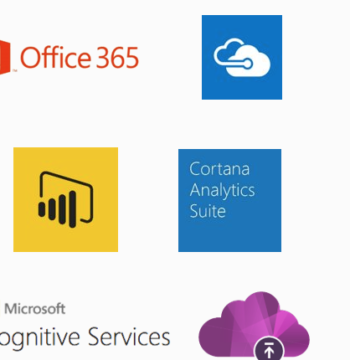 Office 365
Cortana
Analytics
Suite
Microsoft
ognitive Services